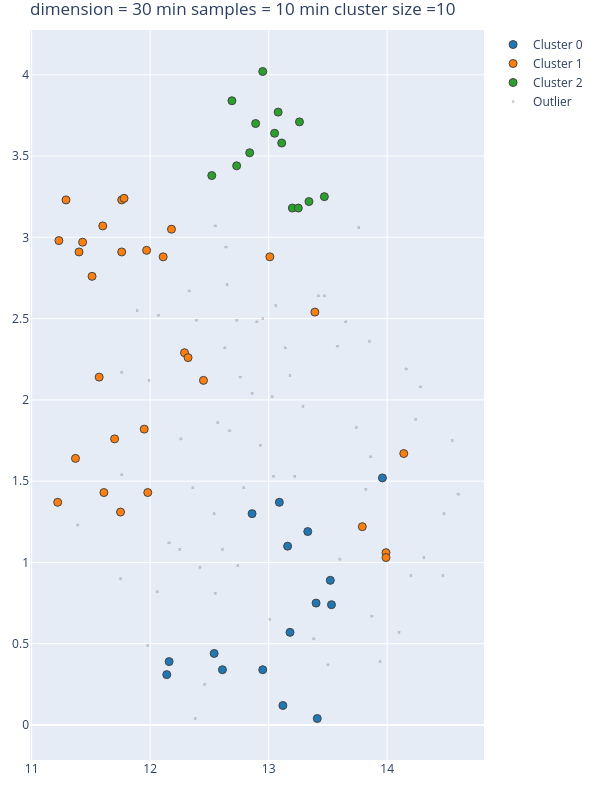 dimension = 30 min samples = 10 min cluster size =10
Cluster 0
Cluster 1
Cluster 2
Outlier
4
3.5
3
2.5
2
1.5
1
0.5
0
11
12
13
14